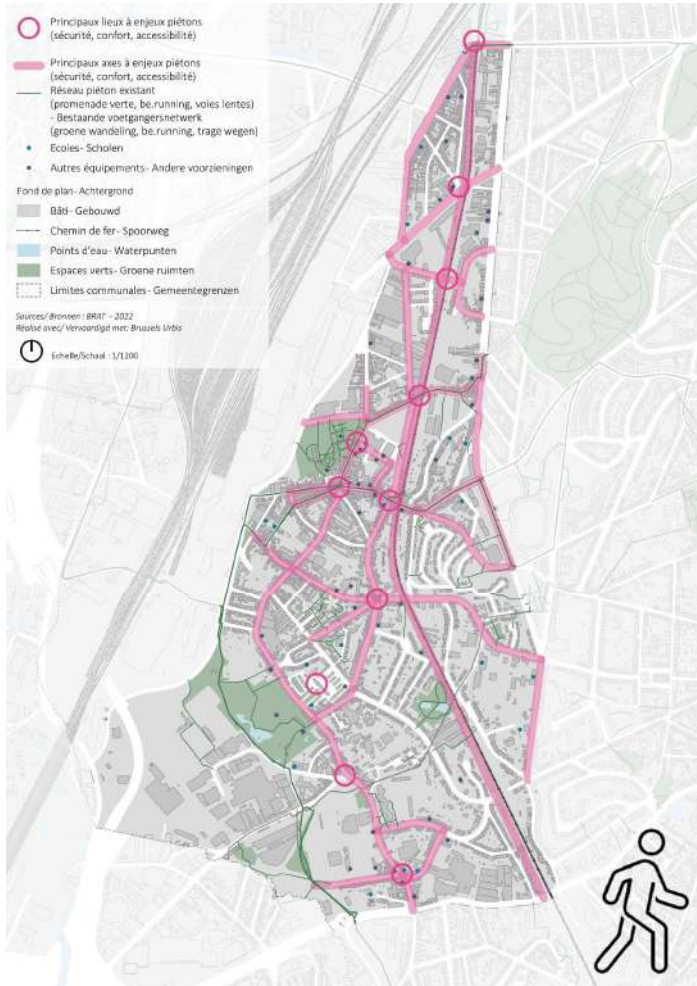 Principaux lieux à enjeux piétons
(sécurité, confort, accessibilité)
Principaux axes à enjeux piétons
(sécurité, confort, accessibilité)
Réseau piéton existant
(promenade verte, be.running, voies lentes)
- Bestaande voetgangersnetwerk
(groene wandeling, be.running, trage wegen)
Ecoles- Scholen
Autres équipements- Andere voorzieningen
Fond de plan- Achtergrond
Bâti- Gebouwd
Chemin de fer- Spoorweg
Points d'eau- Waterpunten
Espaces verts- Groene ruimten
Limites communales- Gemeentegrenzen
Sources/ Bronnen : BRAT - 2022
Réalisé avec/ Vervaardigd met: Brussels Urbis
Echelle/Schaal : 1/1200